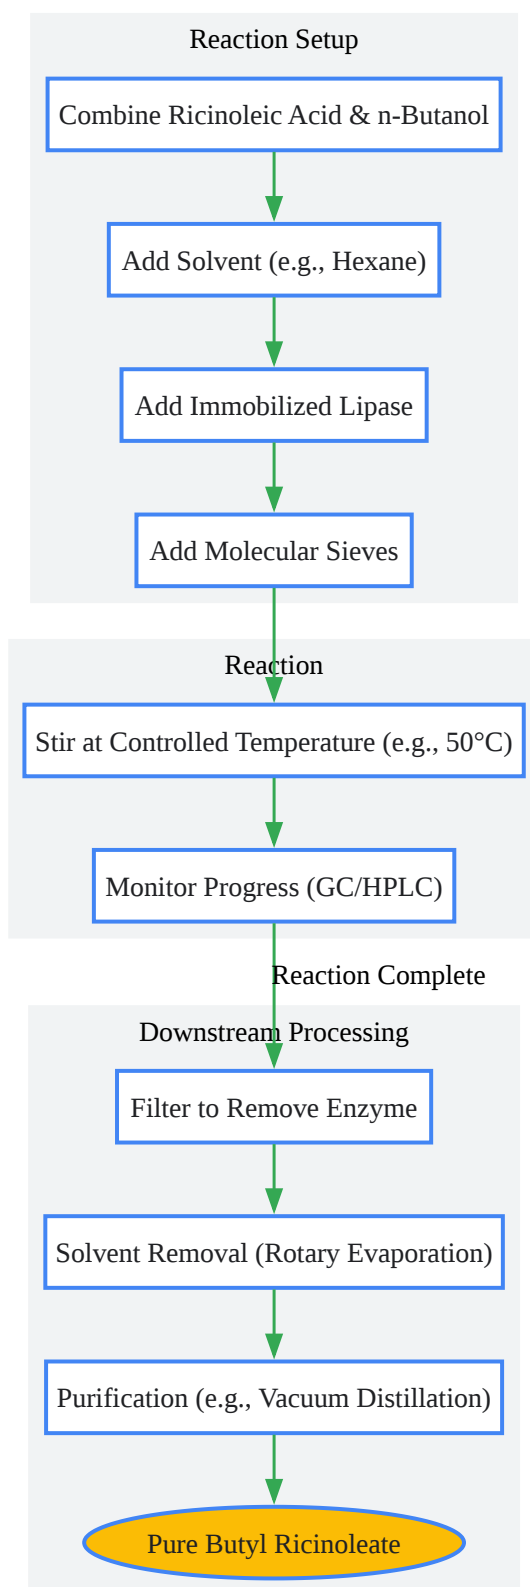 Reaction Setup
Combine Ricinoleic Acid & n-Butanol
Add Solvent (e.g., Hexane)
Add Immobilized Lipase
Add Molecular Sieves
Reaction
Stir at Controlled Temperature (e.g., 50°C)
Monitor Progress (GC/HPLC)
Reaction Complete
Downstream Processing
Filter to Remove Enzyme
Solvent Removal (Rotary Evaporation)
Purification (e.g., Vacuum Distillation)
Pure Butyl Ricinoleate